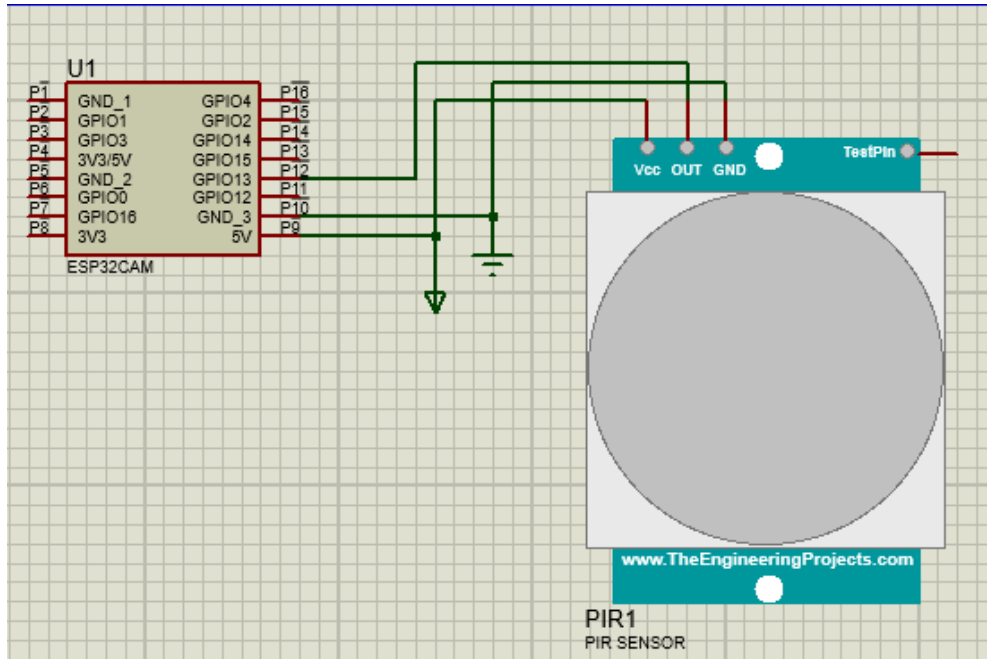 U1
P1 GND_1 GPIO4 P16
P2 GPIO1 GPIO2 P15
P3 GPIO3 GPIO14 P14
P4 3V3/5V GPIO15 P13
P5 GND_2 GPIO13 P12
P6 GPIO0 GPIO12 P11
P7 GPIO16 GND_3 P10
P8 3V3 5V P9
ESP32CAM
Vcc OUT GND TestPin
www.TheEngineeringProjects.com
PIR1
PIR SENSOR